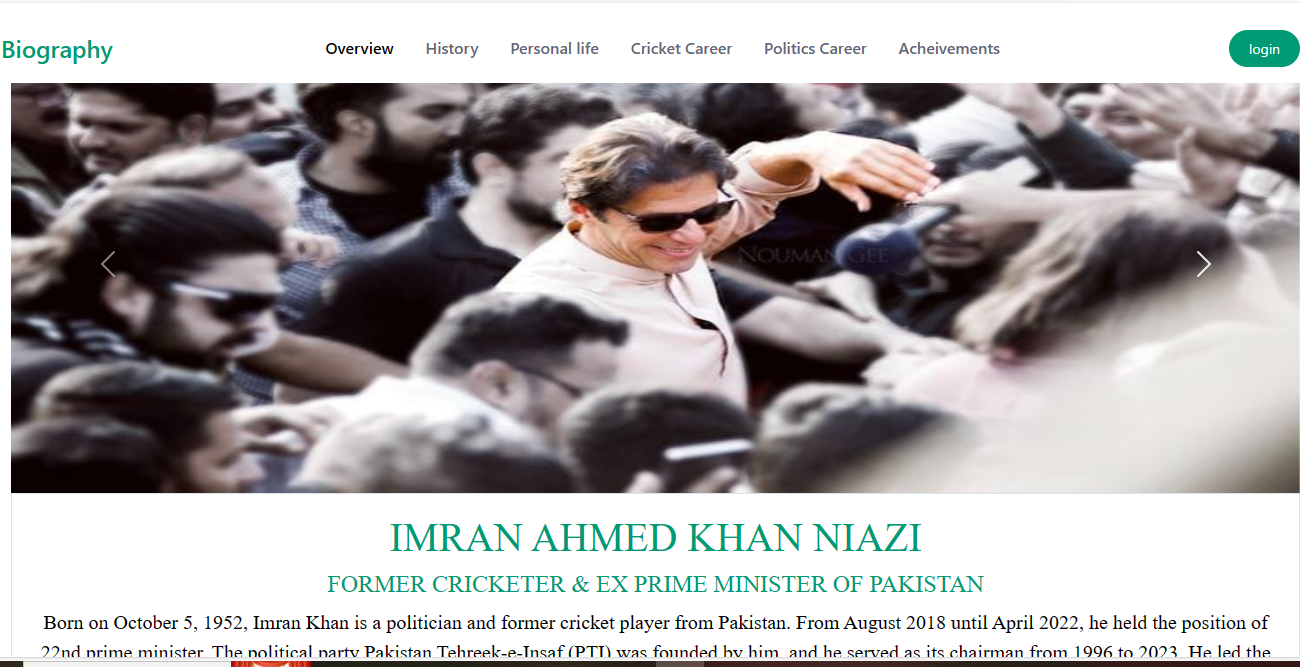 Biography
Overview History Personal life Cricket Career Politics Career Acheivements
login
NOUMAN GEE
IMRAN AHMED KHAN NIAZI
FORMER CRICKETER & EX PRIME MINISTER OF PAKISTAN
Born on October 5, 1952, Imran Khan is a politician and former cricket player from Pakistan. From August 2018 until April 2022, he held the position of
22nd prime minister. The political party Pakistan Tehreek-e-Insaf (PTI) was founded by him, and he served as its chairman from 1996 to 2023. He led the